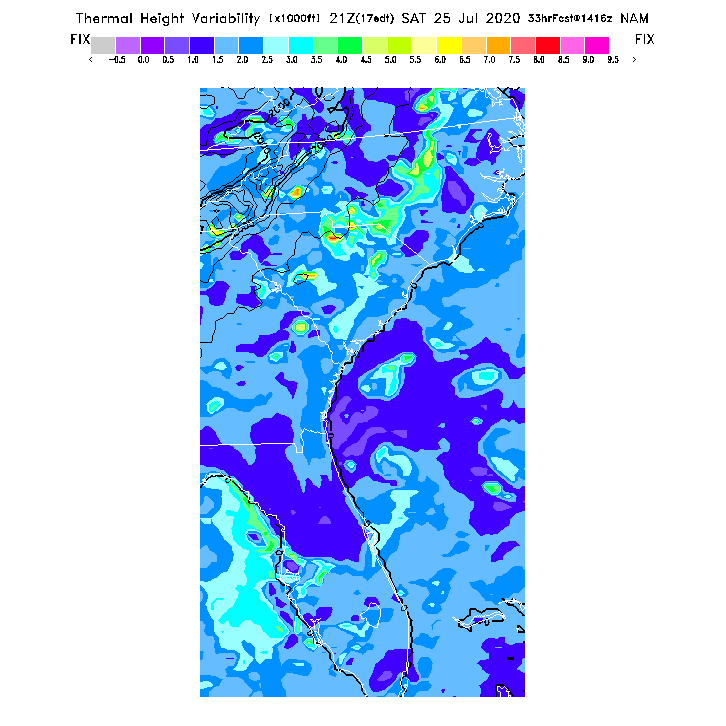 Thermal Height Variability [x1000ft] 21Z(17edt) SAT 25 Jul 2020 33hrFcst@1416z NAM
FIX FIX
< -0.5 0.0 0.5 1.0 1.5 2.0 2.5 3.0 3.5 4.0 4.5 5.0 5.5 6.0 6.5 7.0 7.5 8.0 8.5 9.0 9.5 >
2000